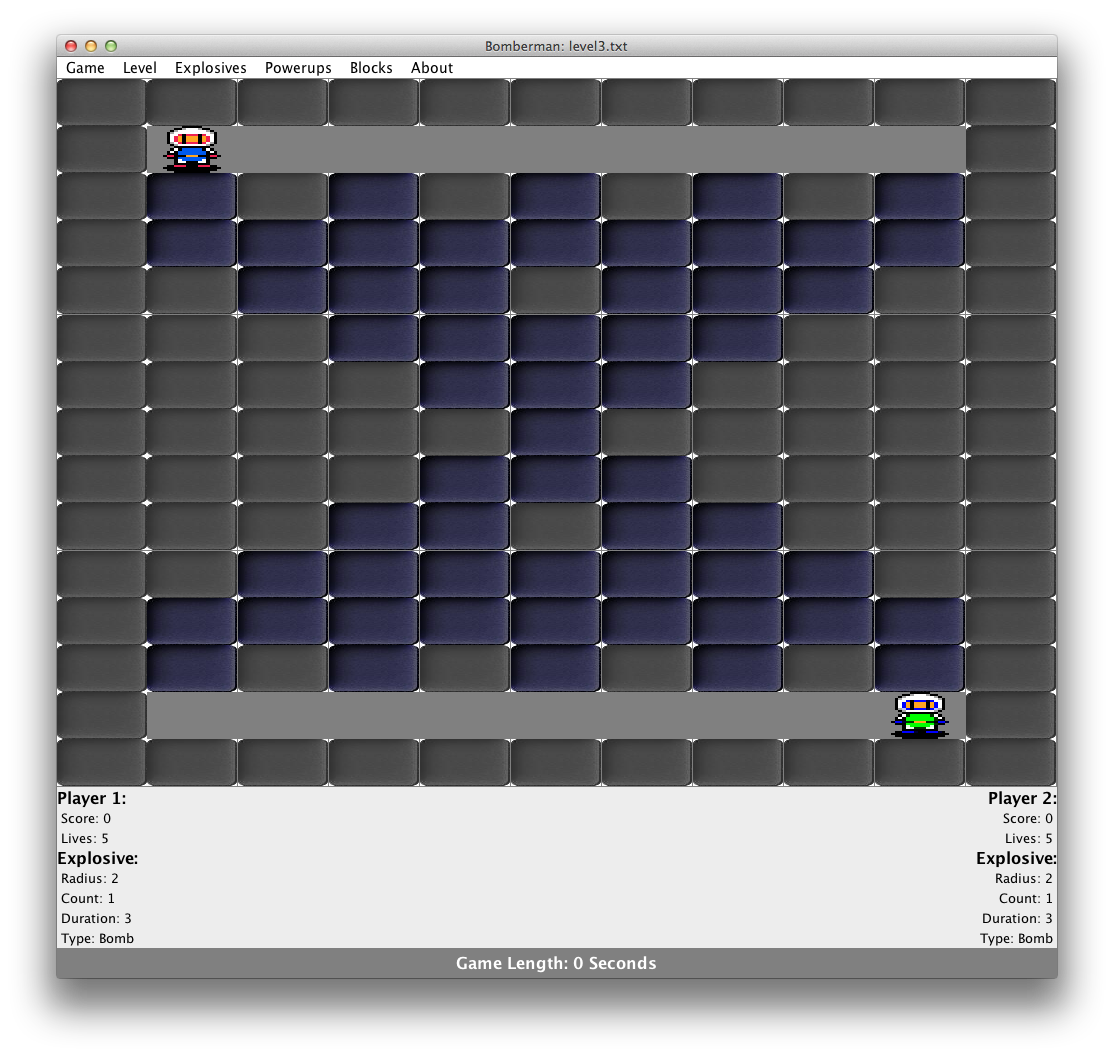 Bomberman: level3.txt
Game Level Explosives Powerups Blocks About
Player 1:
Score: 0
Lives: 5
Explosive:
Radius: 2
Count: 1
Duration: 3
Type: Bomb
Player 2:
Score: 0
Lives: 5
Explosive:
Radius: 2
Count: 1
Duration: 3
Type: Bomb
Game Length: 0 Seconds